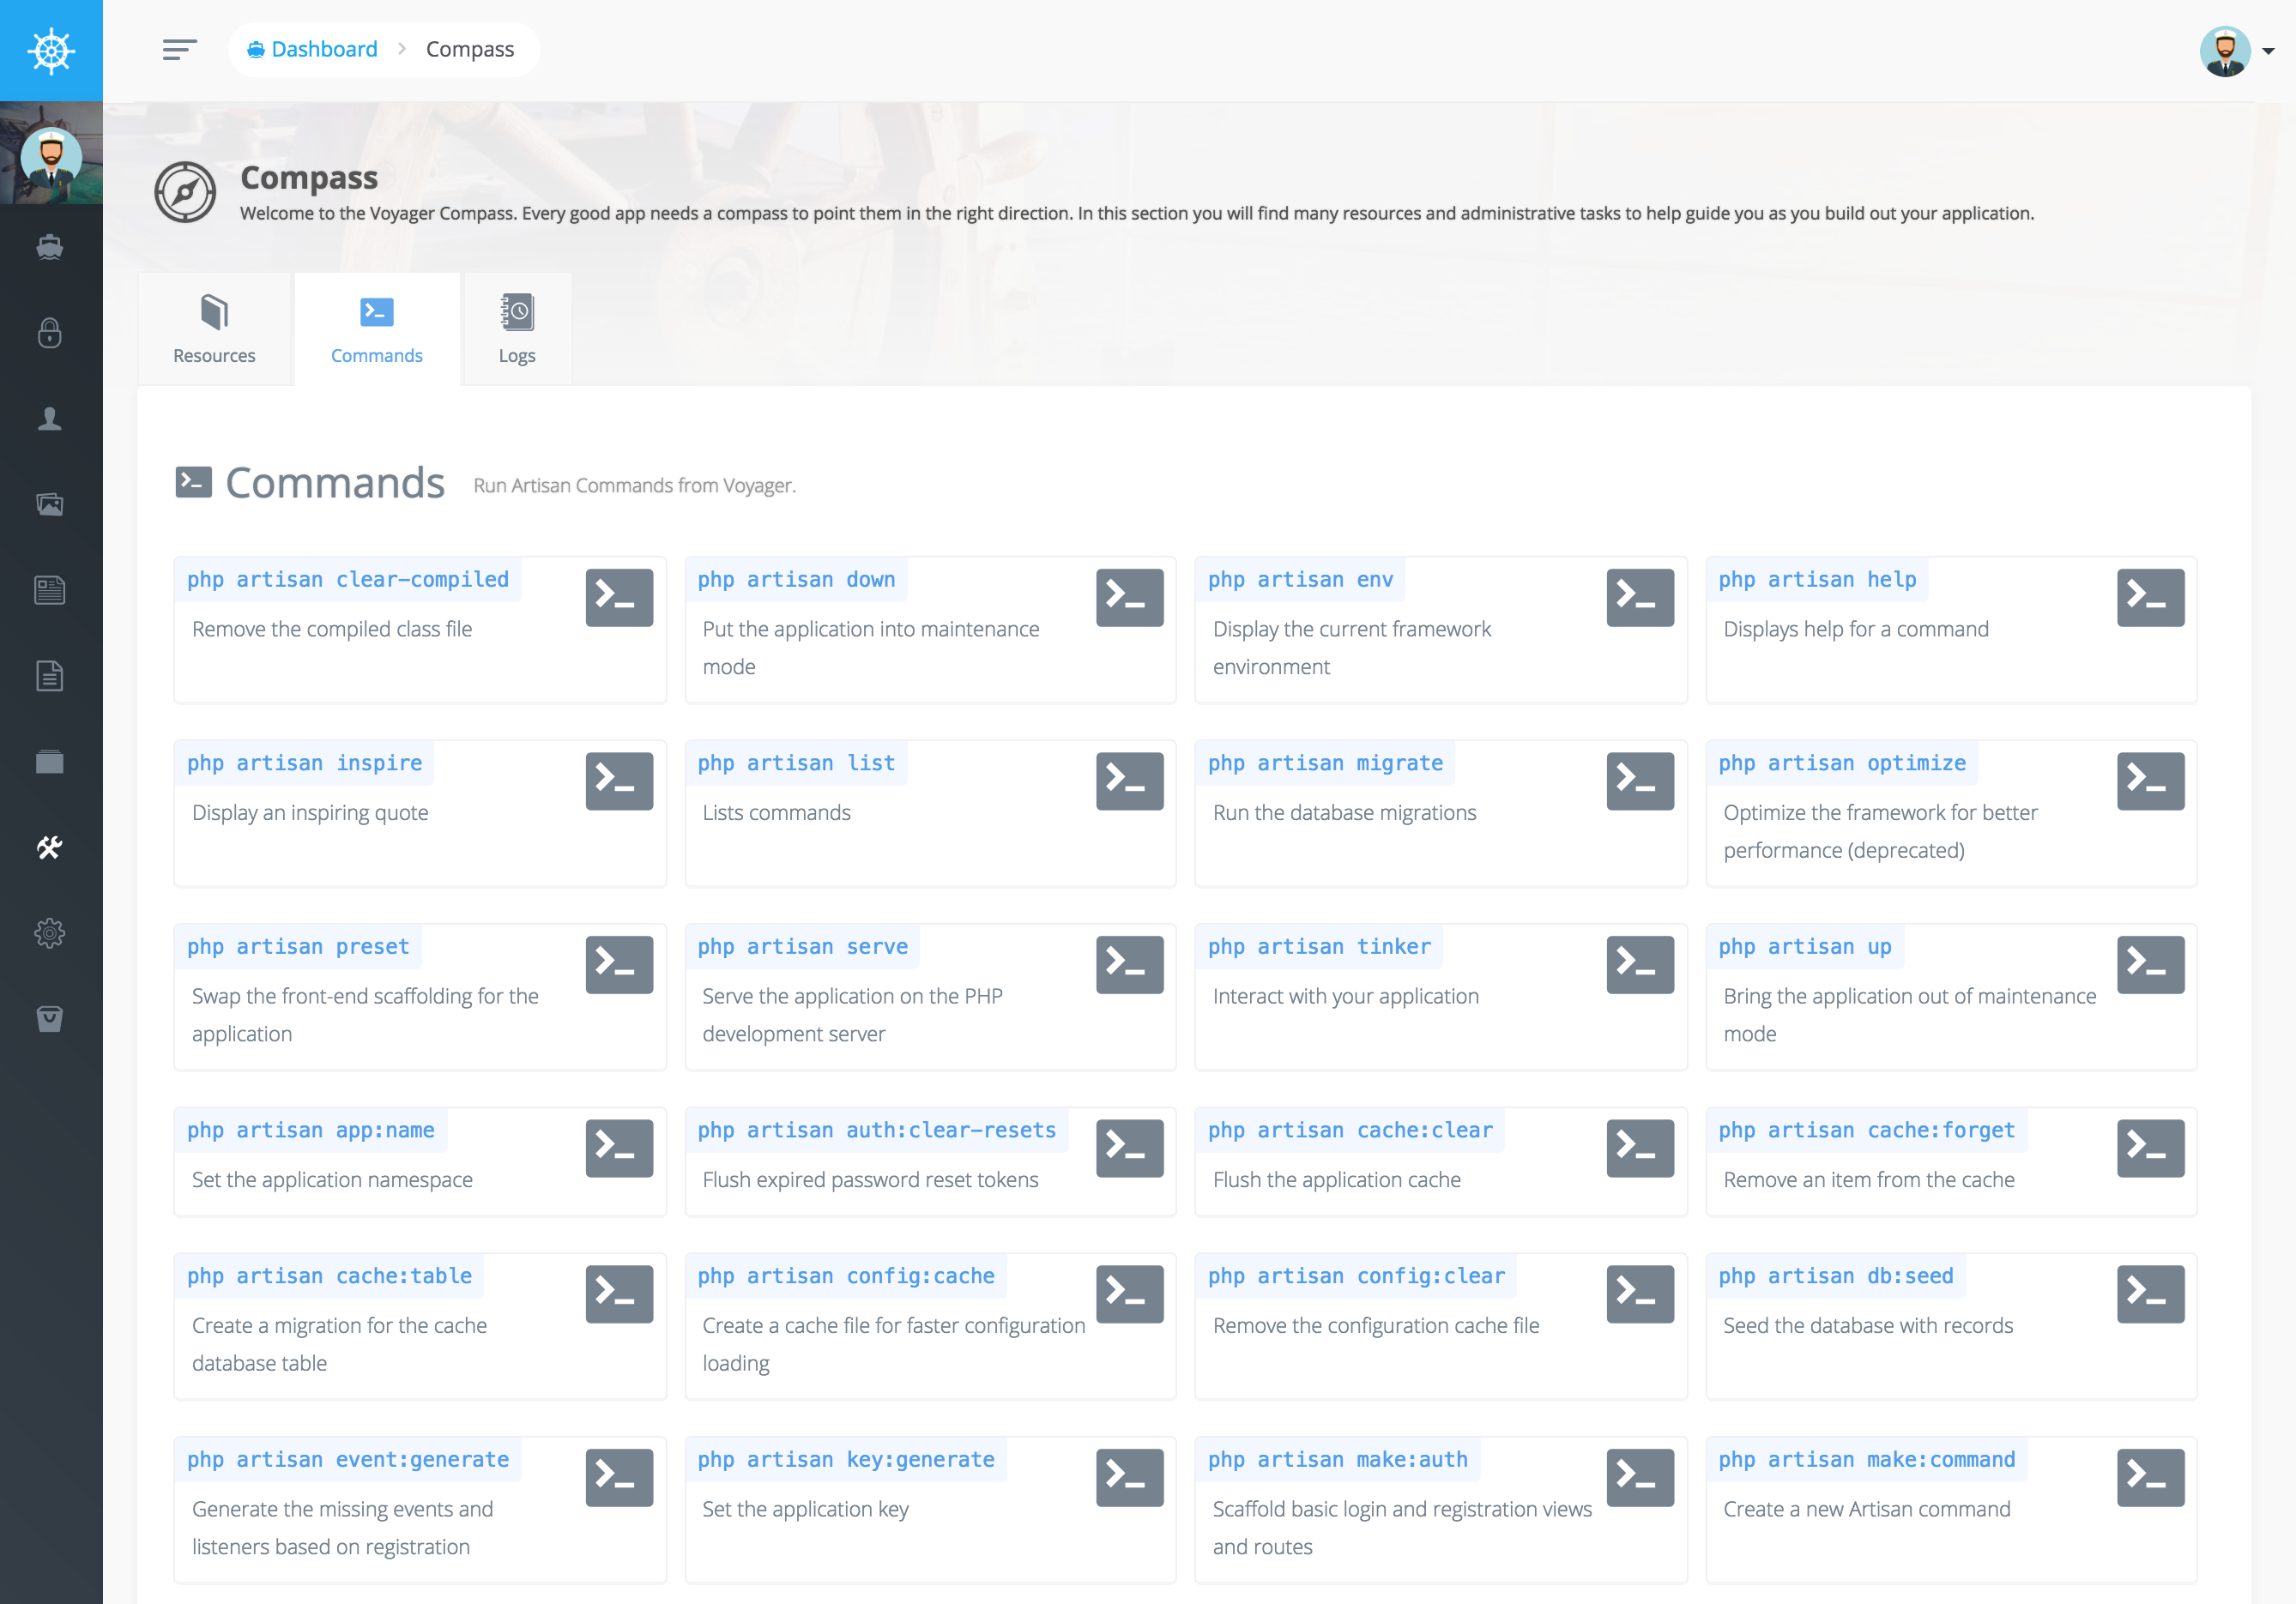 Dashboard > Compass
Compass
Welcome to the Voyager Compass. Every good app needs a compass to point them in the right direction. In this section you will find many resources and administrative tasks to help guide you as you build out your application.
Resources
Commands
Logs
Commands Run Artisan Commands from Voyager.
php artisan clear-compiled
Remove the compiled class file
php artisan down
Put the application into maintenance
mode
php artisan env
Display the current framework
environment
php artisan help
Displays help for a command
php artisan inspire
Display an inspiring quote
php artisan list
Lists commands
php artisan migrate
Run the database migrations
php artisan optimize
Optimize the framework for better
performance (deprecated)
php artisan preset
Swap the front-end scaffolding for the
application
php artisan serve
Serve the application on the PHP
development server
php artisan tinker
Interact with your application
php artisan up
Bring the application out of maintenance
mode
php artisan app:name
Set the application namespace
php artisan auth:clear-resets
Flush expired password reset tokens
php artisan cache:clear
Flush the application cache
php artisan cache:forget
Remove an item from the cache
php artisan cache:table
Create a migration for the cache
database table
php artisan config:cache
Create a cache file for faster configuration
loading
php artisan config:clear
Remove the configuration cache file
php artisan db:seed
Seed the database with records
php artisan event:generate
Generate the missing events and
listeners based on registration
php artisan key:generate
Set the application key
php artisan make:auth
Scaffold basic login and registration views
and routes
php artisan make:command
Create a new Artisan command